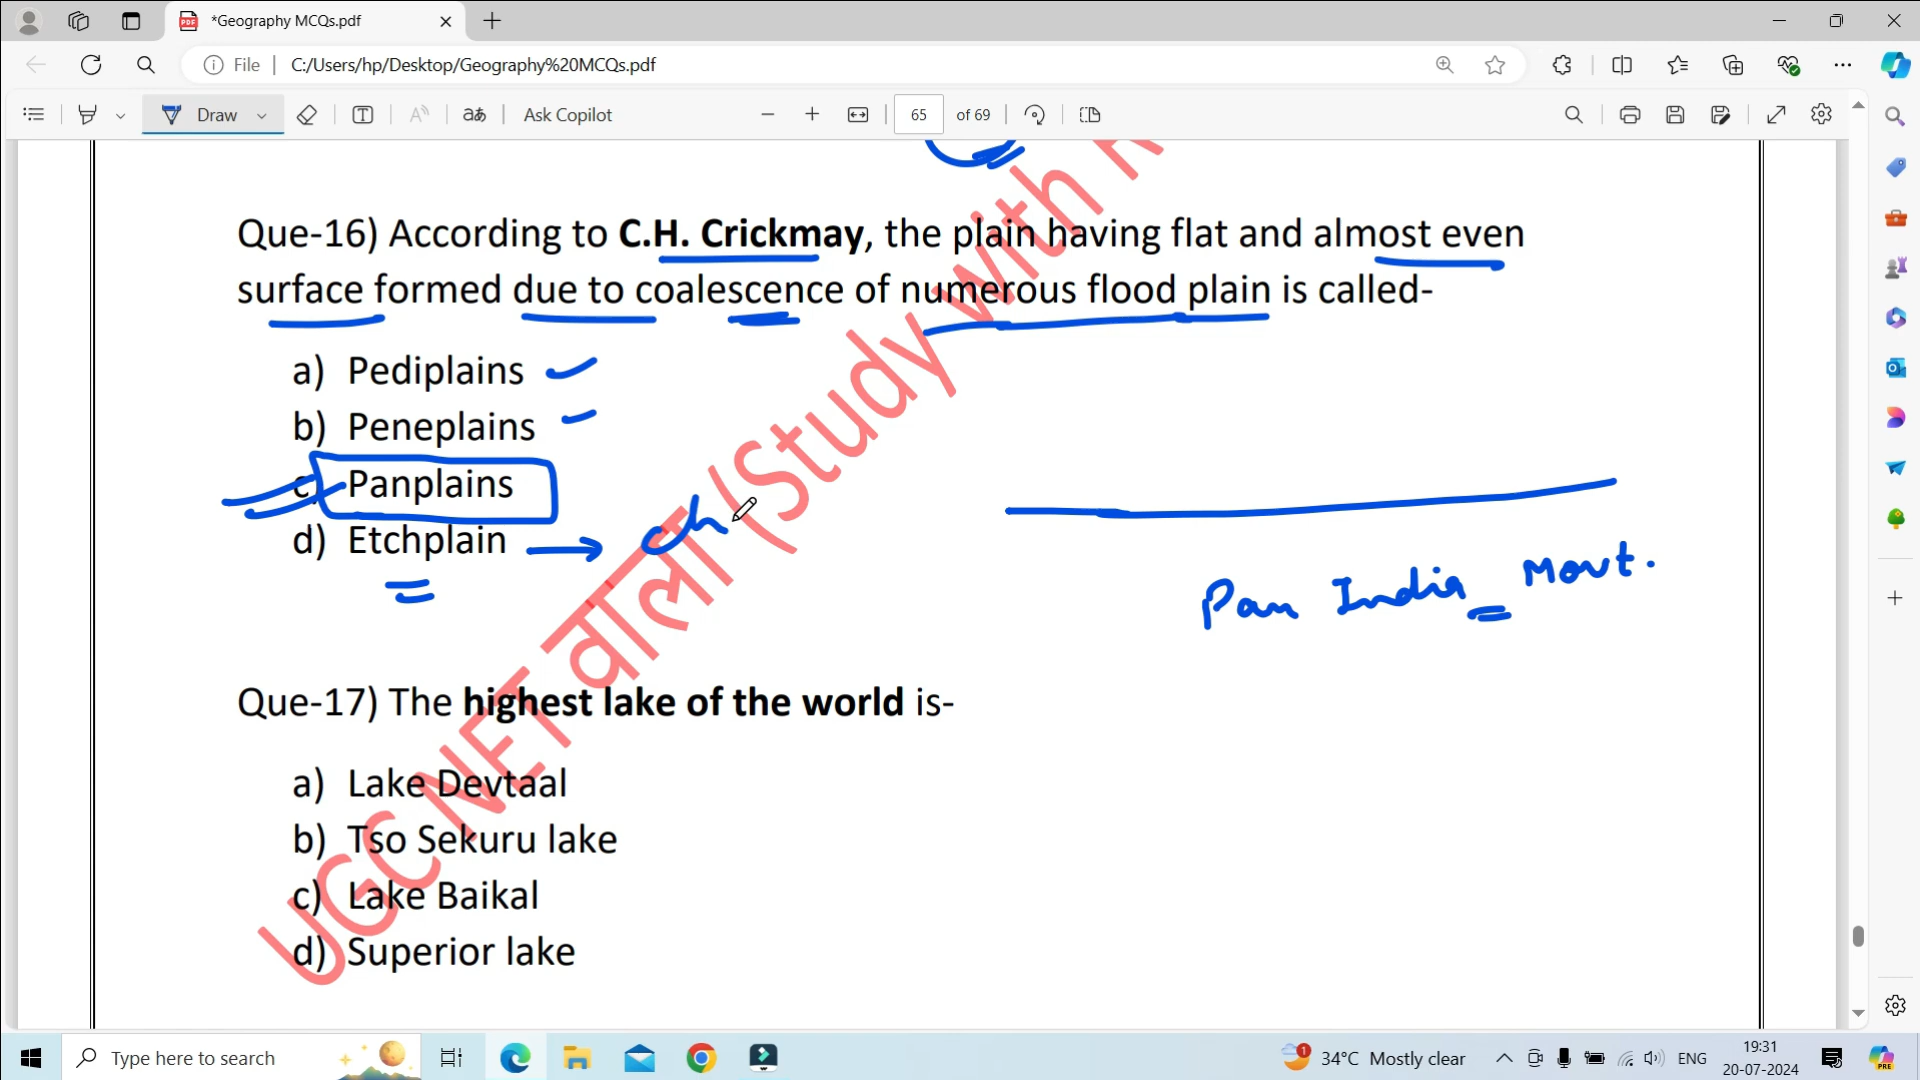 *Geography MCQs.pdf
File
C:/Users/hp/Desktop/Geography%20MCQs.pdf
Draw
Ask Copilot
65 of 69
Que-16) According to C.H. Crickmay, the plain having flat and almost even
surface formed due to coalescence of numerous flood plain is called-
a) Pediplains
b) Peneplains
c) Panplains
d) Etchplain
Ch
Pan India Movt.
Que-17) The highest lake of the world is-
a) Lake Devtaal
b) Tso Sekuru lake
c) Lake Baikal
d) Superior lake
UGC NET वाला (Study with R
Type here to search
1
34°C Mostly clear
ENG
19:31
20-07-2024
PRE